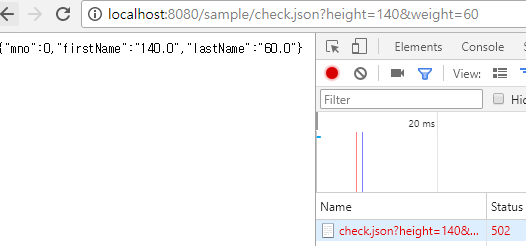 localhost:8080/sample/check.json?height=140&weight=60
{"mno":0,"firstName":"140.0","lastName":"60.0"}
Elements Console
View:
Filter
Hid
20 ms
Name Status
check.json?height=140&... 502